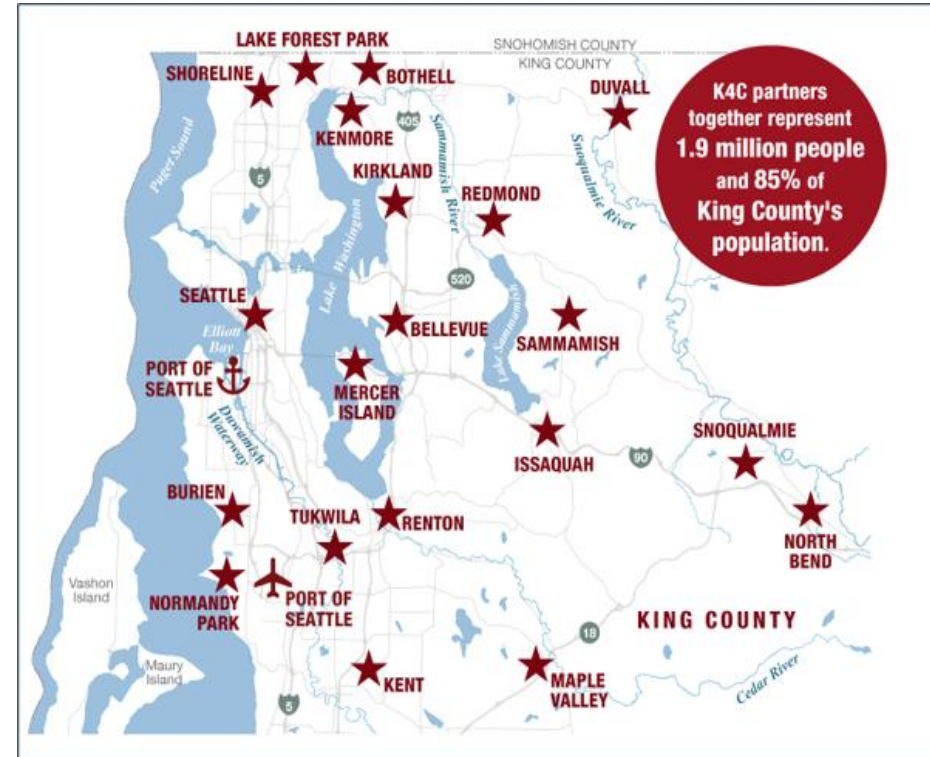 LAKE FOREST PARK
SNOHOMISH COUNTY
KING COUNTY
SHORELINE
BOTHELL
DUVALL
K4C partners
together represent
1.9 million people
and 85% of
King County's
population.
KENMORE
405
Sammamish
River
Snoqualmie
River
Puget Sound
5
KIRKLAND
REDMOND
Lake Washington
520
SEATTLE
Elliott
Bay
BELLEVUE
Lake Sammamish
SAMMAMISH
PORT OF
SEATTLE
MERCER
ISLAND
Duwamish
Waterway
ISSAQUAH
90
SNOQUALMIE
BURIEN
TUKWILA
RENTON
NORTH
BEND
Vashon
Island
NORMANDY
PARK
PORT OF
SEATTLE
KING COUNTY
18
Maury
Island
KENT
MAPLE
VALLEY
Cedar River
5